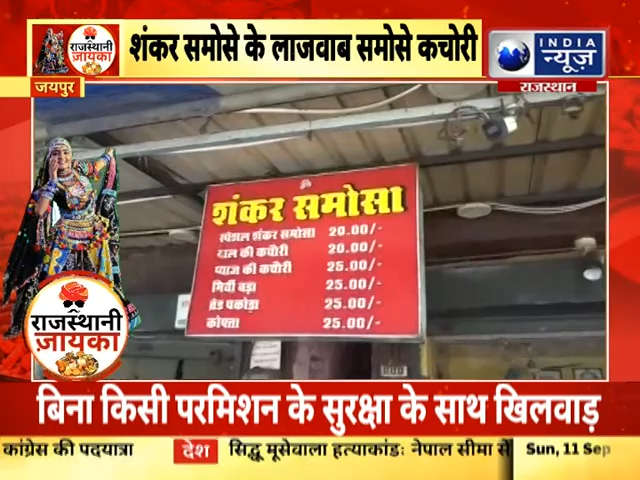 राजस्थानी
ज़ायका
शंकर समोसे के लाजवाब समोसे कचोरी
INDIA
न्यूज़
राजस्थान
जयपुर
ॐ
शंकर समोसा
स्पेशल शंकर समोसा 20.00/-
दाल की कचोरी 20.00/-
प्याज की कचोरी 25.00/-
मिर्ची बड़ा 25.00/-
ब्रेड पकोड़ा 25.00/-
कोफ्ता 25.00/-
राजस्थानी
ज़ायका
बिना किसी परमिशन के सुरक्षा के साथ खिलवाड़
कांग्रेस की पदयात्रा देश सिद्धू मूसेवाला हत्याकांड: नेपाल सीमा से Sun, 11 Sep